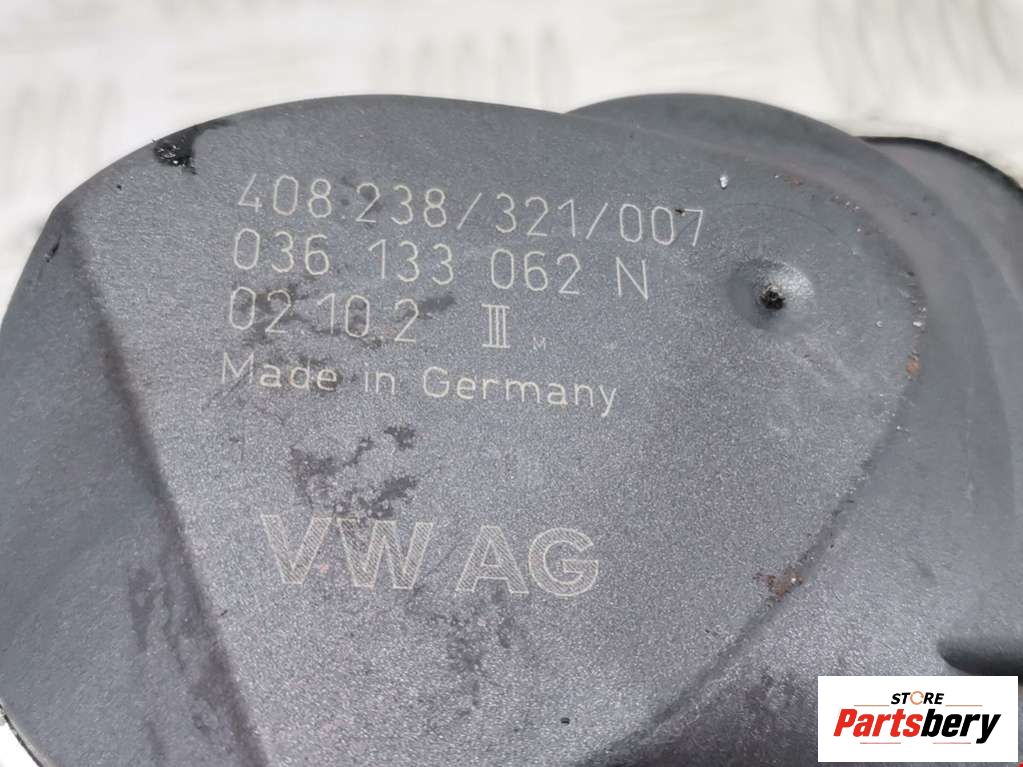 408.238/321/007
036 133 062 N
02.10.2 III M
Made in Germany
VW AG
STORE
Partsbery